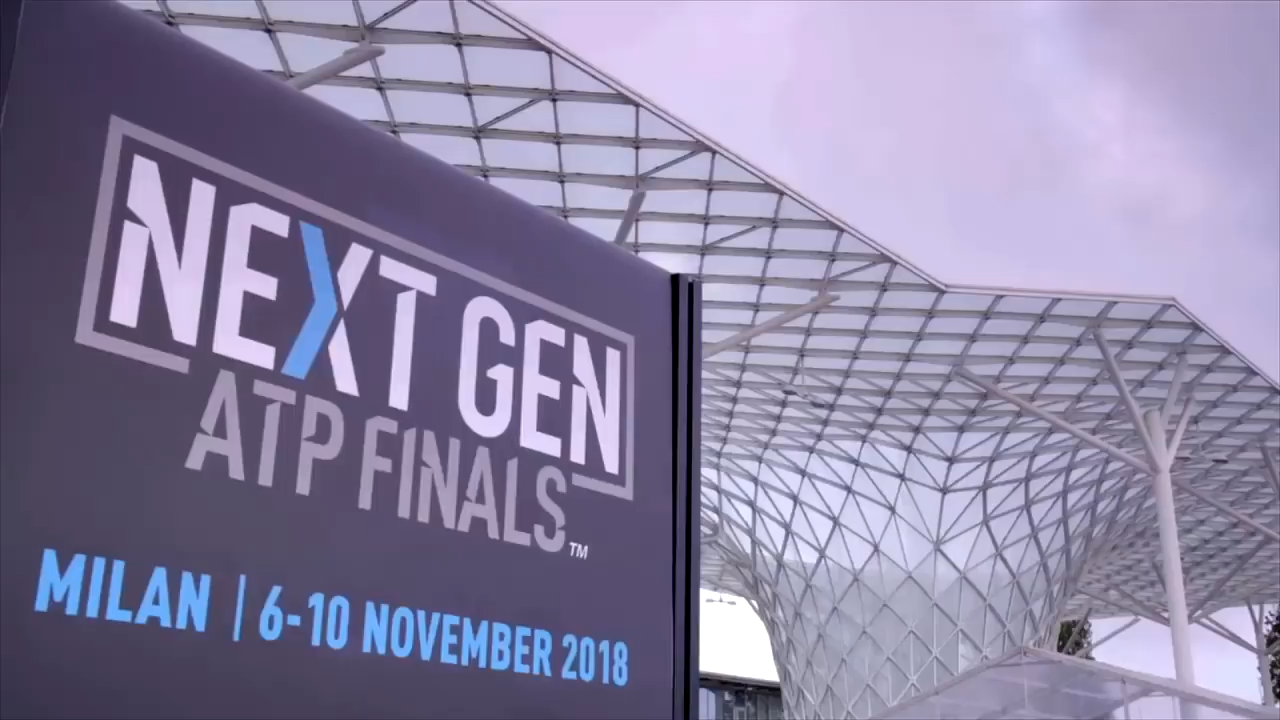 NEXT GEN
ATP FINALS™
MILAN | 6-10 NOVEMBER 2018